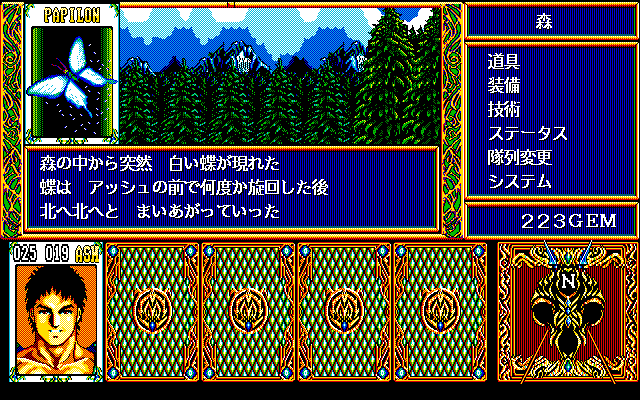 PAPILON
森
道具
装備
技術
ステータス
隊列変更
システム
森の中から突然　白い蝶が現れた
蝶は　アッシュの前で何度か旋回した後
北へ北へと　まいあがっていった
223GEM
025 019 ASH
N